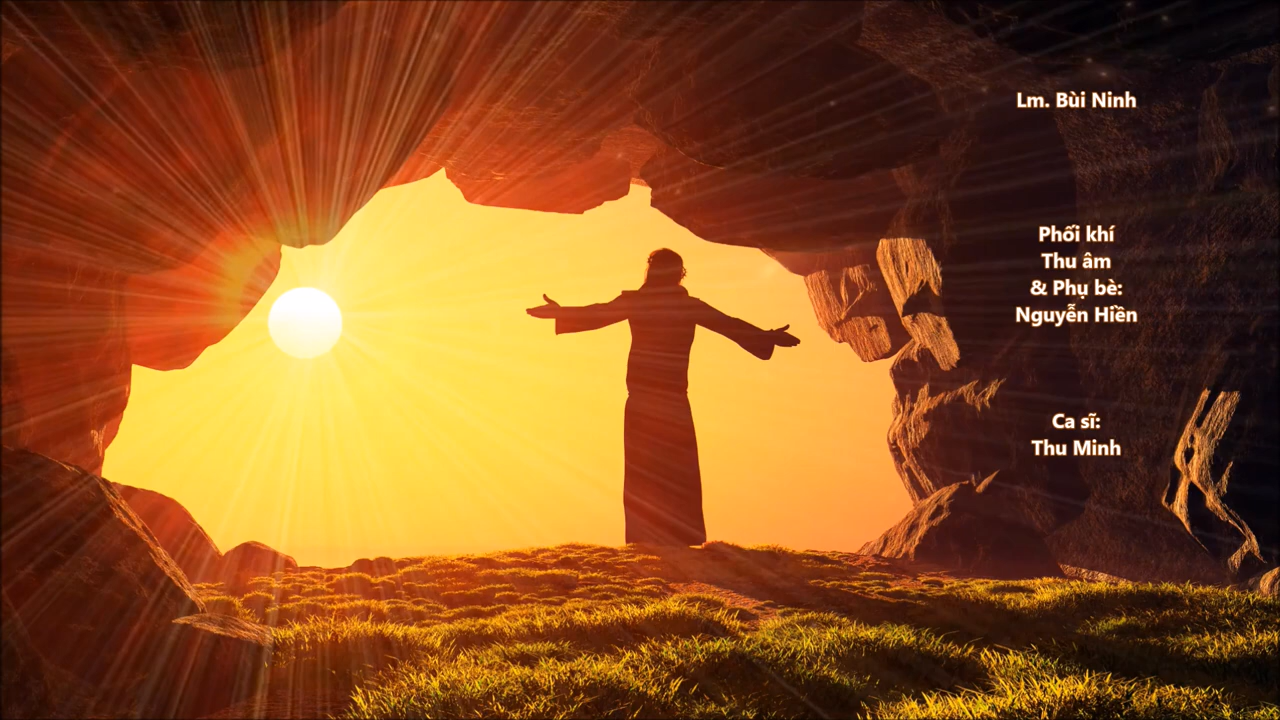 Lm. Bùi Ninh
Phối khí
Thu âm
& Phụ bè:
Nguyễn Hiền
Ca sĩ:
Thu Minh